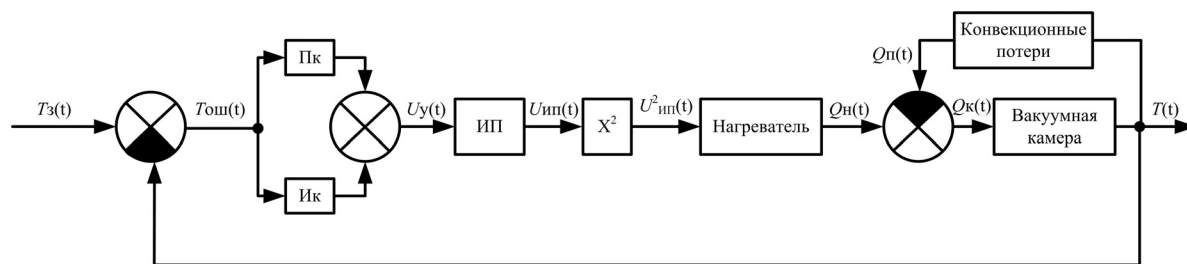 Конвекционные
потери
Qп(t)
Пк
Tз(t)
Tош(t)
Uу(t)
ИП
Uип(t)
X²
U²ип(t)
Нагреватель
Qн(t)
Qк(t)
Вакуумная
камера
T(t)
Ик